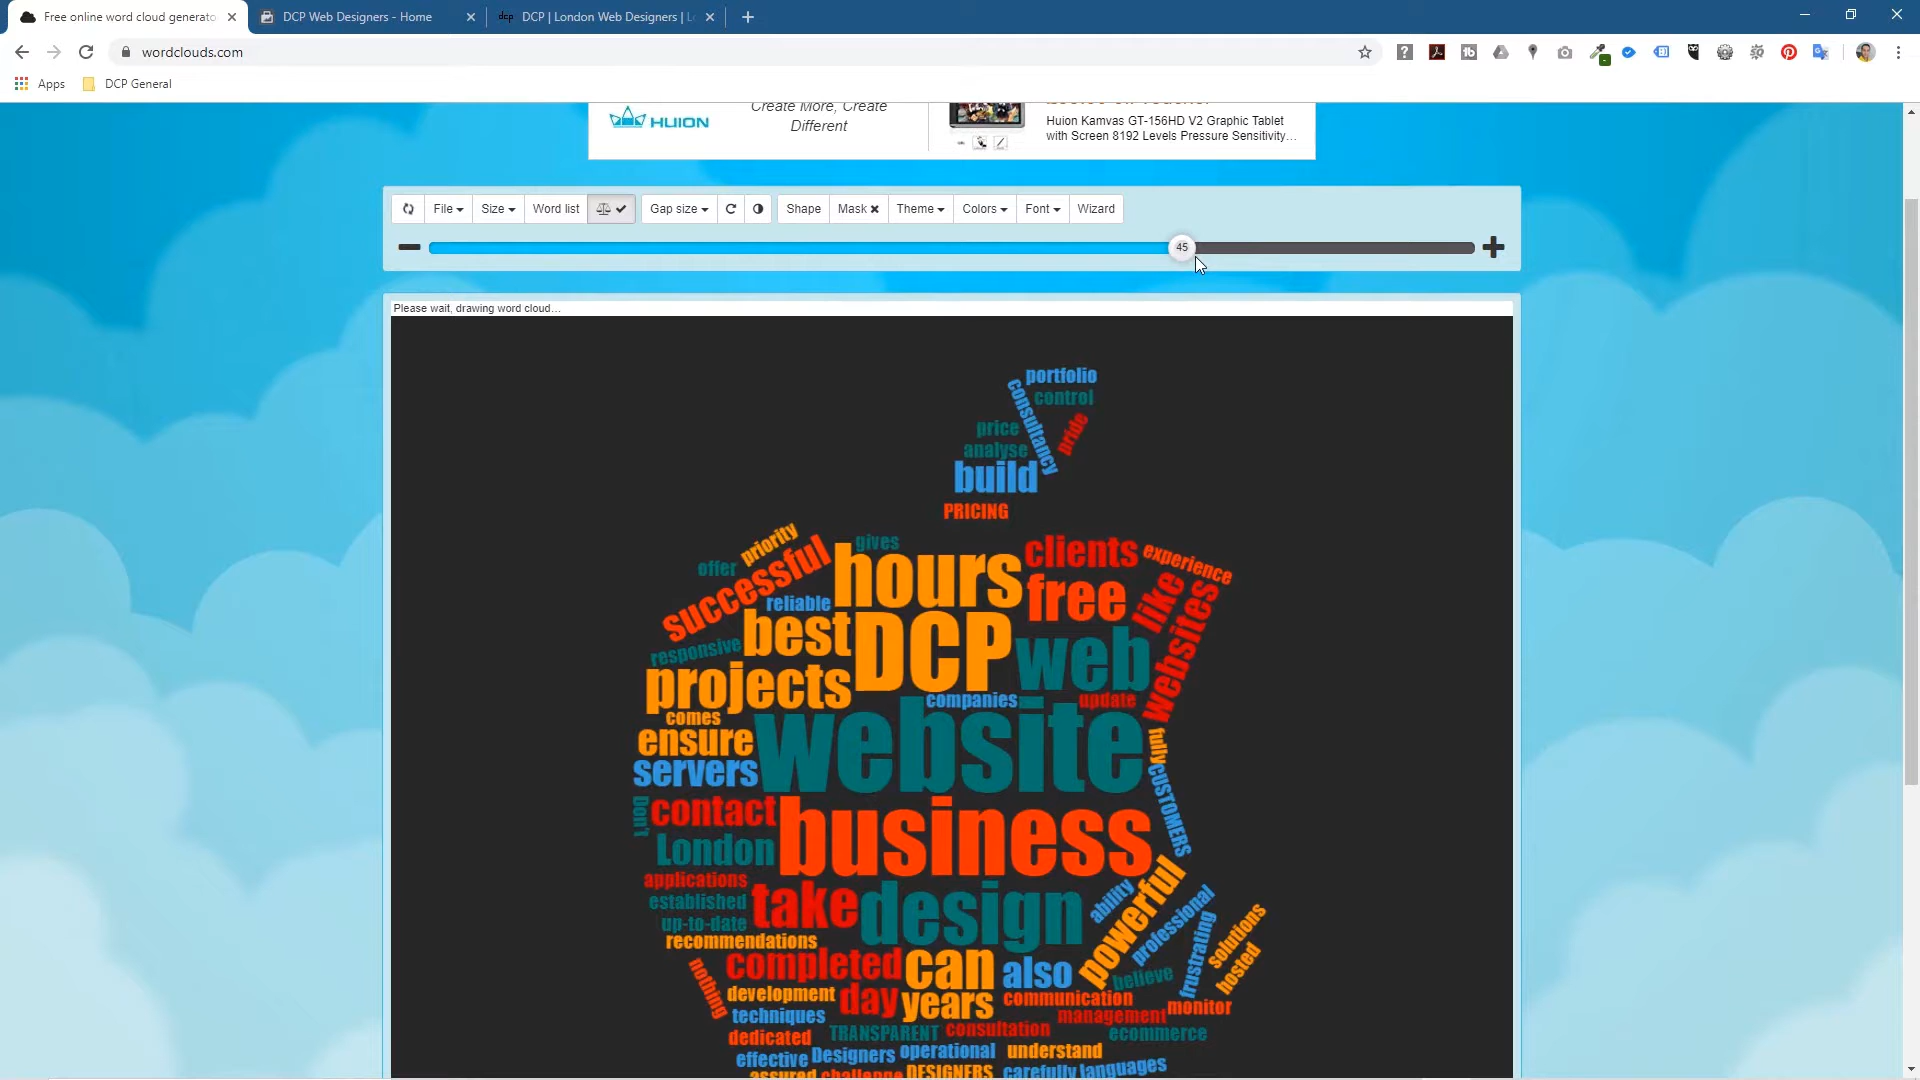 Free online word cloud generato
DCP Web Designers - Home
DCP | London Web Designers | L
wordclouds.com
Apps
DCP General
Create More, Create
Different
HUION
Huion Kamvas GT-156HD V2 Graphic Tablet
with Screen 8192 Levels Pressure Sensitivity…
File
Size
Word list
Gap size
Shape
Mask
Theme
Colors
Font
Wizard
45
Please wait, drawing word cloud…
portfolio
control
consultancy
pride
price
analyse
build
PRICING
priority
gives
clients
experience
offer
successful
hours
free
like
websites
reliable
best
DCP
web
responsive
projects
companies
update
comes
website
ensure
servers
fully
CUSTOMERS
Don't
contact
business
London
applications
established
take
design
ability
powerful
professional
up-to-date
recommendations
frustrating
solutions
hosted
completed
can
also
believe
nothing
development
day
years
communication
management
monitor
techniques
TRANSPARENT
consultation
ecommerce
dedicated
effective
Designers
operational
understand
assured
challenge
DESIGNERS
carefully
languages